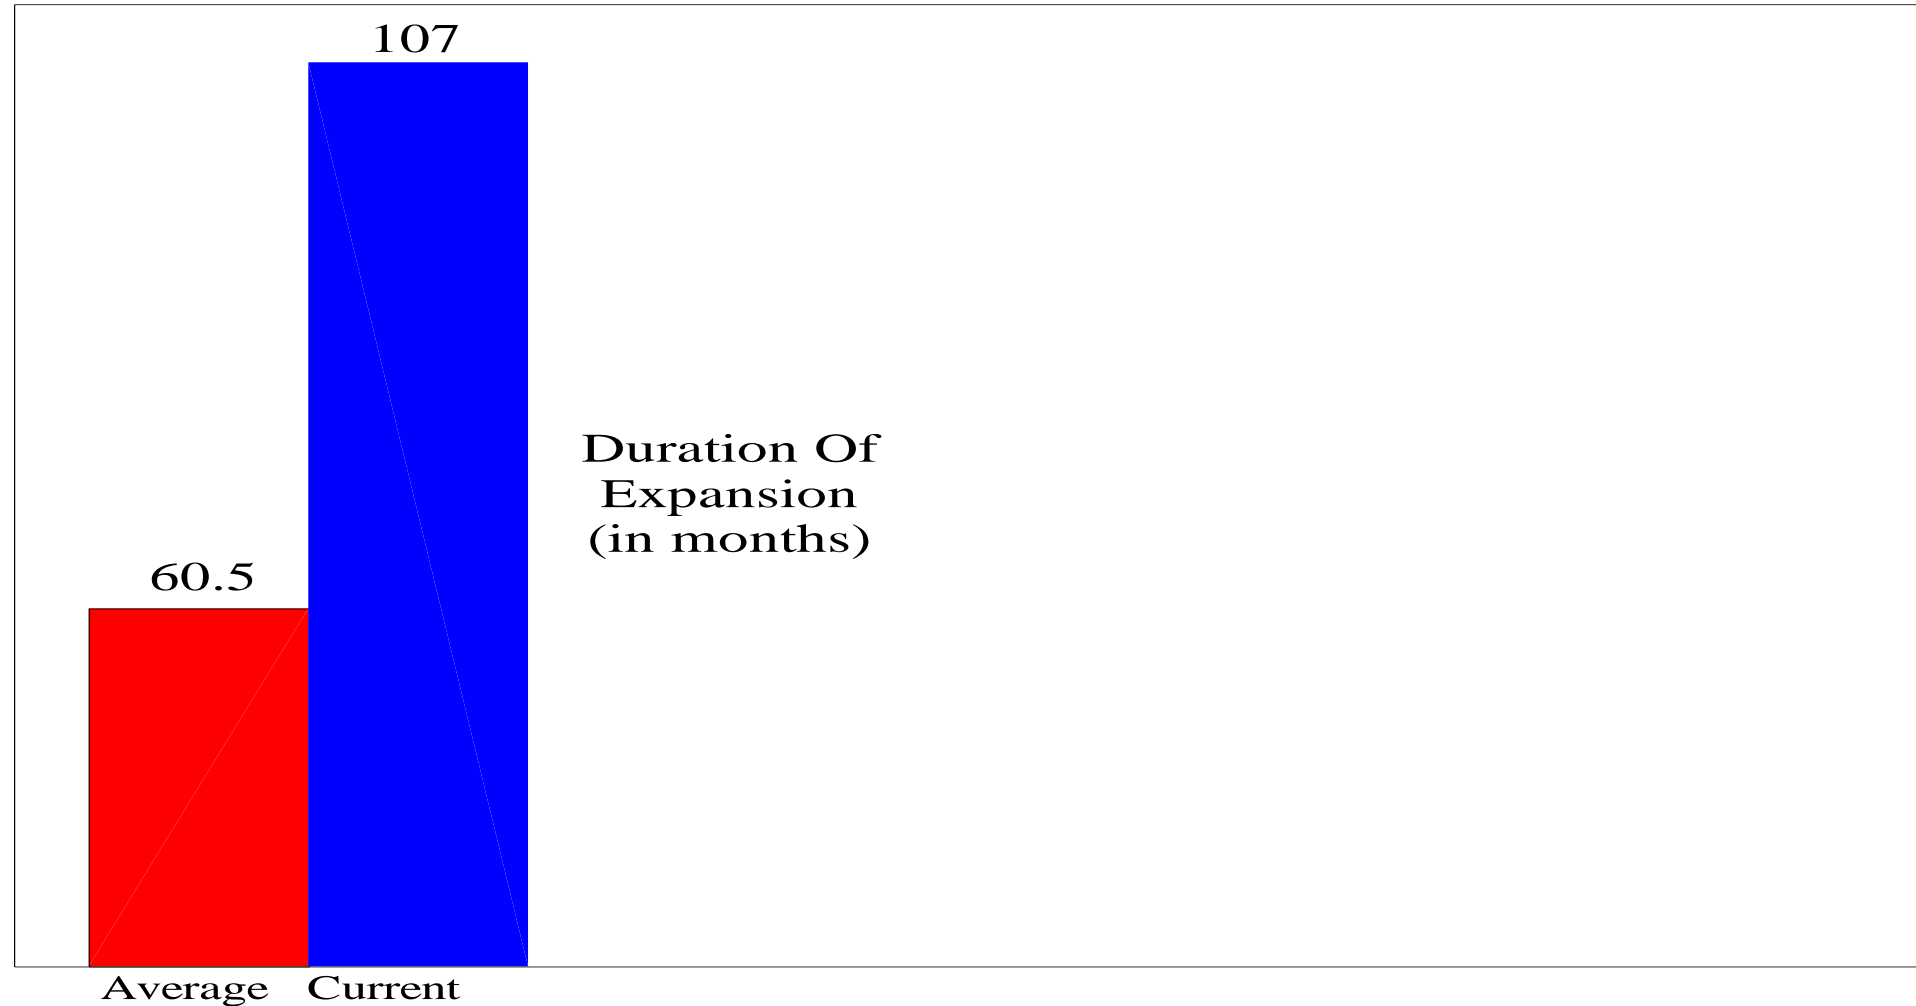 107
60.5
Duration Of
Expansion
(in months)
Average
Current